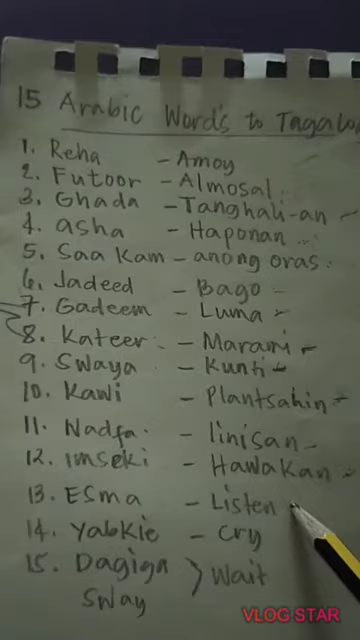 15 Arabic Words to Tagalog
1. Reha - Amoy
2. Futoor - Almosal
3. Ghada - Tanghali-an
4. asha - Haponan
5. Saa Kam - anong oras
6. Jadeed - Bago
7. Gadeem - Luma
8. Kateer - Marami
9. Swaya - Kunti
10. Kawi - Plantsahin
11. Nadfa - linisan
12. imseki - Hawakan
13. ESma - Listen
14. Yabkie - Cry
15. Dagiga > Wait
Sway
VLOG STAR